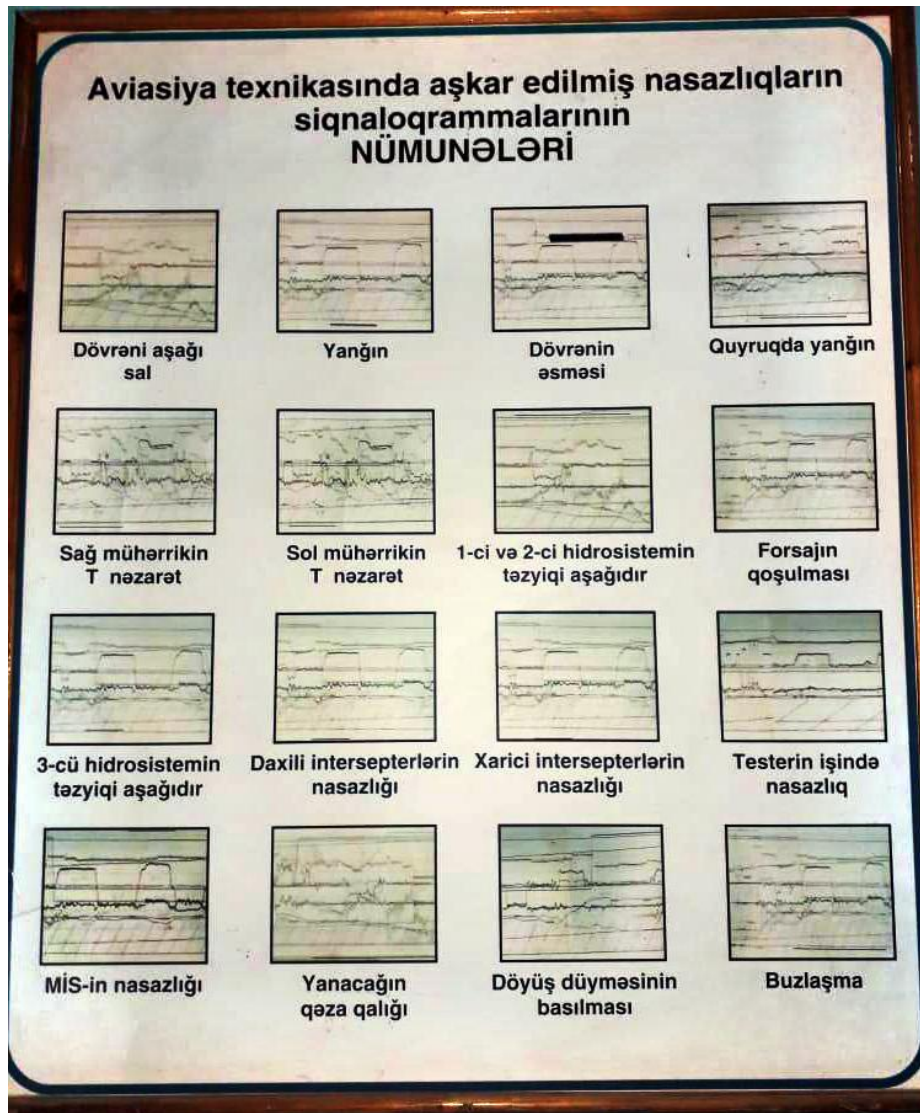 Aviasiya texnikasında aşkar edilmiş nasazlıqların
siqnaloqrammalarının
NÜMUNƏLƏRİ
Dövrəni aşağı
sal
Yanğın
Dövrənin
əsməsi
Quyruqda yanğın
Sağ mühərrikin
T nəzarət
Sol mühərrikin
T nəzarət
1-ci və 2-ci hidrosistemin
təzyiqi aşağıdır
Forsajın
qoşulması
3-cü hidrosistemin
təzyiqi aşağıdır
Daxili interseptlərin
nasazlığı
Xarici interseptlərin
nasazlığı
Testerin işində
nasazlıq
MİS-in nasazlığı
Yanacağın
qəza qalığı
Döyüş düyməsinin
basılması
Buzlaşma